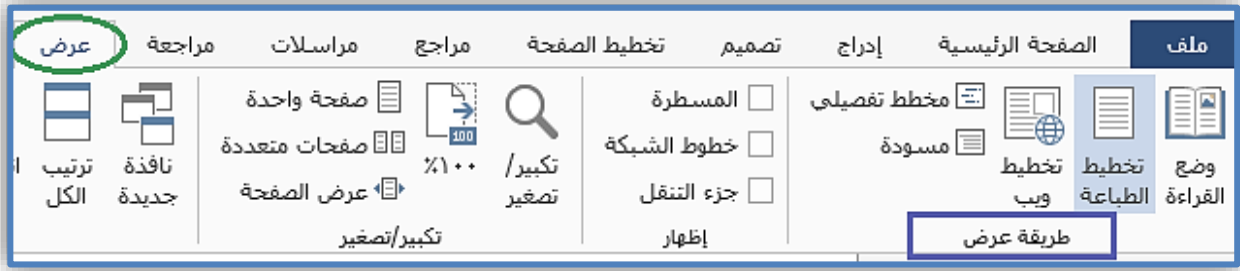 ملف
الصفحة الرئيسية
إدراج
تصميم
تخطيط الصفحة
مراجع
مراسلات
مراجعة
عرض
وضع
القراءة
تخطيط
الطباعة
تخطيط
ويب
مخطط تفصيلي
مسودة
طريقة عرض
المسطرة
خطوط الشبكة
جزء التنقل
إظهار
تكبير/
تصغير
100
١٠٠٪
صفحة واحدة
صفحات متعددة
عرض الصفحة
تكبير/تصغير
نافذة
جديدة
ترتيب
الكل